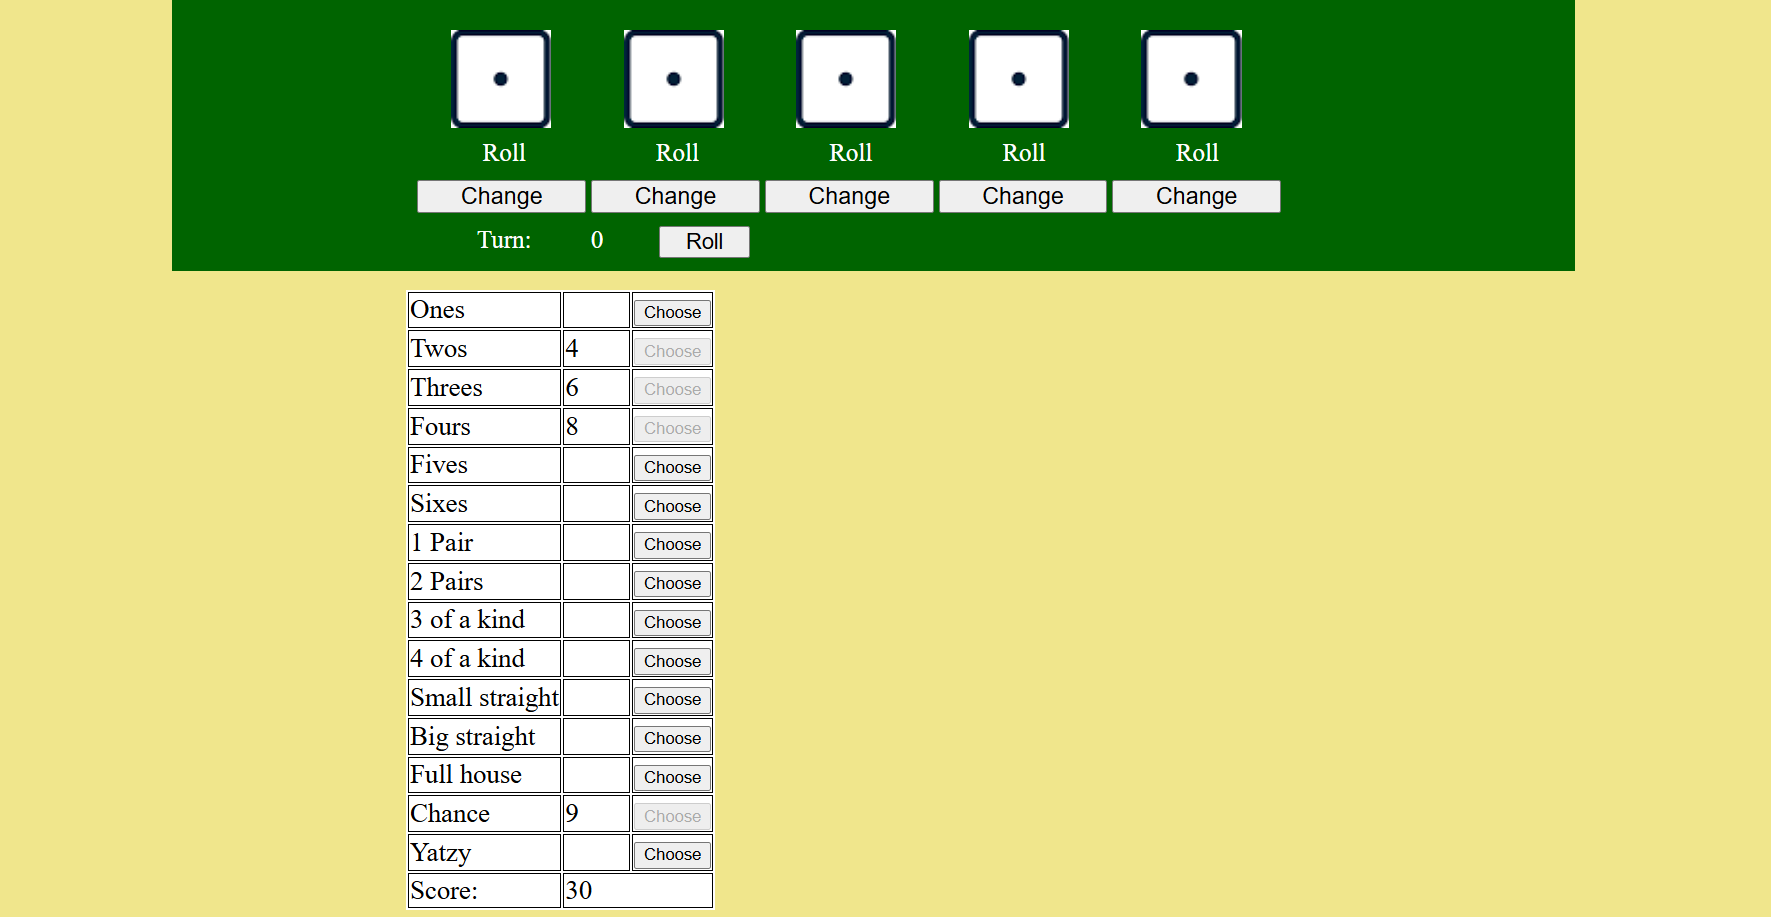 Roll Roll Roll Roll Roll
Change Change Change Change Change
Turn: 0 Roll
Ones Choose
Twos 4 Choose
Threes 6 Choose
Fours 8 Choose
Fives Choose
Sixes Choose
1 Pair Choose
2 Pairs Choose
3 of a kind Choose
4 of a kind Choose
Small straight Choose
Big straight Choose
Full house Choose
Chance 9 Choose
Yatzy Choose
Score: 30